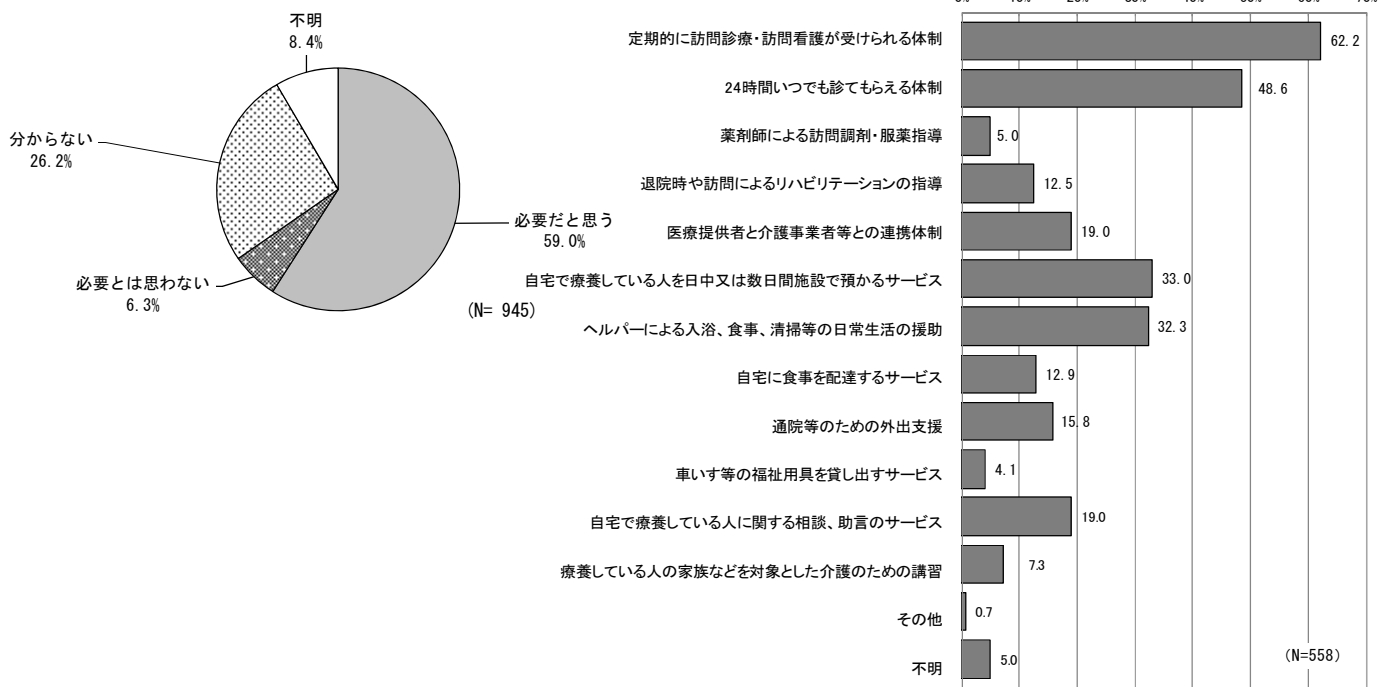 不明
8.4%
分からない
26.2%
必要だと思う
59.0%
必要とは思わない
6.3%
(N= 945)
定期的に訪問診療・訪問看護が受けられる体制
62.2
24時間いつでも診てもらえる体制
48.6
薬剤師による訪問調剤・服薬指導
5.0
退院時や訪問によるリハビリテーションの指導
12.5
医療提供者と介護事業者等との連携体制
19.0
自宅で療養している人を日中又は数日間施設で預かるサービス
33.0
ヘルパーによる入浴、食事、清掃等の日常生活の援助
32.3
自宅に食事を配達するサービス
12.9
通院等のための外出支援
15.8
車いす等の福祉用具を貸し出すサービス
4.1
自宅で療養している人に関する相談、助言のサービス
19.0
療養している人の家族などを対象とした介護のための講習
7.3
その他
0.7
不明
5.0
(N=558)